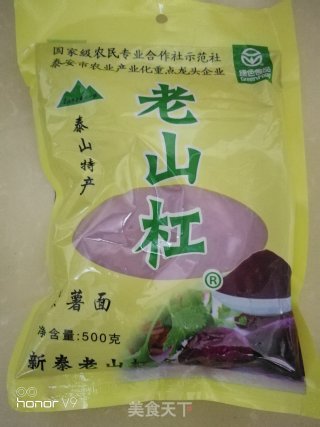 国家级农民专业合作社示范社
泰安市农业产业化重点龙头企业
绿色食品
泰山特产
老山杠
®
薯面
净含量:500克
新泰老山
honor V9
美食天下